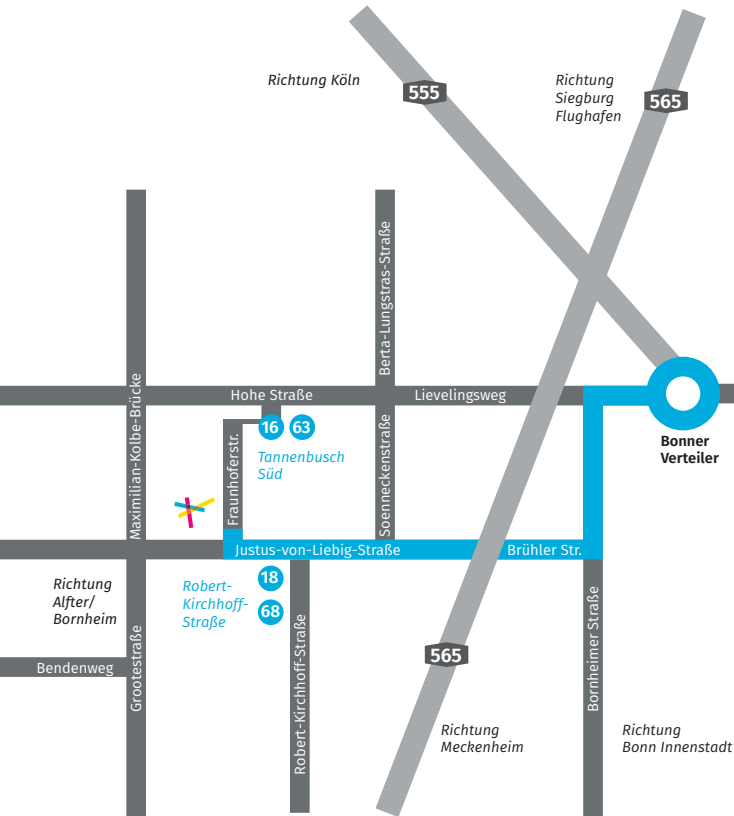 Richtung Köln
555
Richtung
Siegburg
Flughafen
565
Berta-Lungstras-Straße
Maximilian-Kolbe-Brücke
Hohe Straße
Lievelingsweg
16
63
Tannenbusch
Süd
Fraunhoferstr.
Soenneckenstraße
Bonner
Verteiler
Justus-von-Liebig-Straße
Brühler Str.
Richtung
Alfter/
Bornheim
Robert-
Kirchhoff-
Straße
18
68
Bendenweg
Grootestraße
Robert-Kirchhoff-Straße
565
Bornheimer Straße
Richtung
Meckenheim
Richtung
Bonn Innenstadt